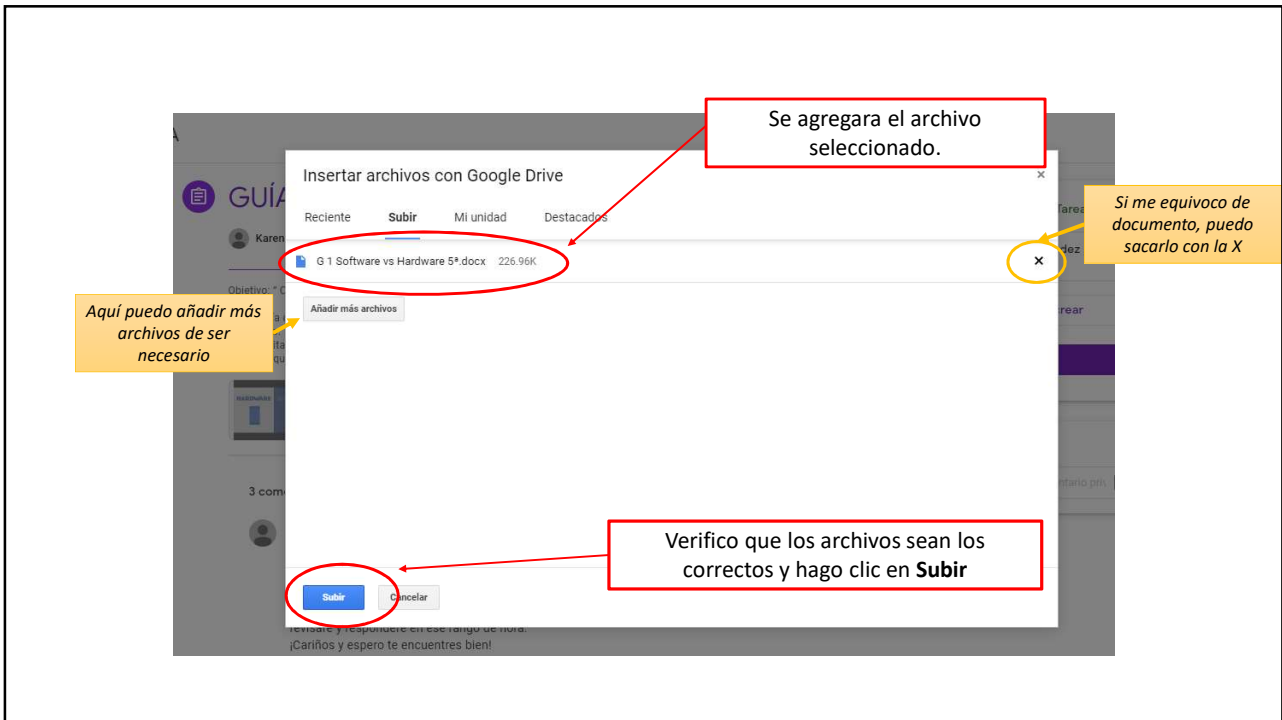 Se agregara el archivo
seleccionado.
Insertar archivos con Google Drive
×
GUÍA
Reciente Subir Mi unidad Destacados
Tarea
Si me equivoco de
documento, puedo
sacarlo con la X
Karen
dez
G 1 Software vs Hardware 5ª.docx 226.96K
×
Objetivo: "
Añadir más archivos
crear
Aquí puedo añadir más
archivos de ser
necesario
HARDWARE
3 com
Verifico que los archivos sean los
correctos y hago clic en Subir
Subir Cancelar
revisaré y responderé en ese rango de hora.
¡Cariños y espero te encuentres bien!